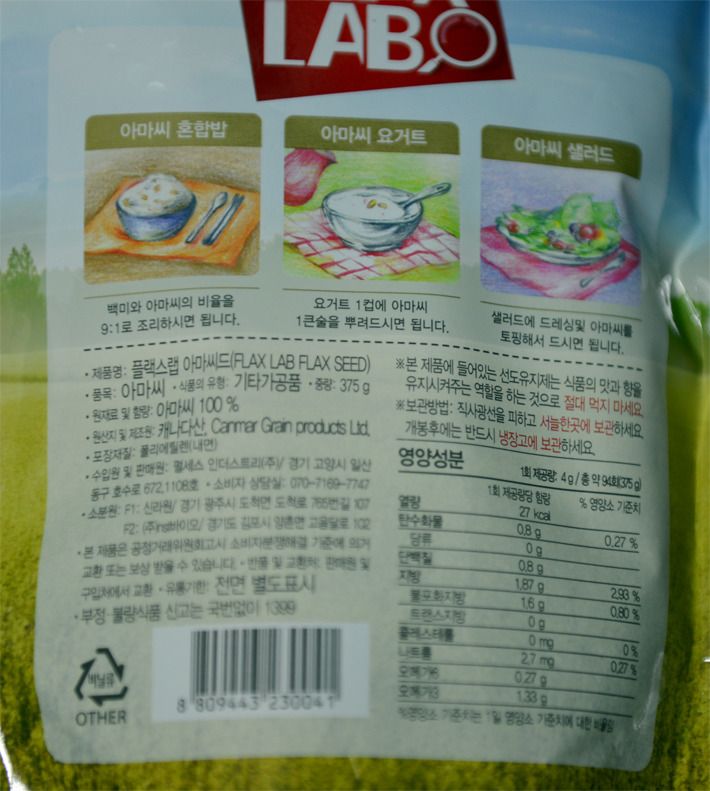 LAB
아마씨 혼합밥
아마씨 요거트
아마씨 샐러드
백미와 아마씨의 비율을
9:1로 조리하시면 됩니다.
요거트 1컵에 아마씨
1큰술을 뿌려드시면 됩니다.
샐러드에 드레싱및 아마씨를
토핑해서 드시면 됩니다.
• 제품명: 플랙스랩 아마씨드(FLAX LAB FLAX SEED)
• 품목: 아마씨 • 식품의 유형: 기타가공품 • 중량: 375 g
• 원재료 및 함량: 아마씨 100 %
• 원산지 및 제조원: 캐나다산, Canmar Grain products Ltd.
• 포장재질: 폴리에틸렌(내면)
• 수입원 및 판매원: 펄세스 인더스트리(주)/ 경기 고양시 일산
동구 호수로 672,1108호 • 소비자 상담실: 070-7169-7747
• 소분원: F1: 신라원/ 경기 광주시 도척면 도척로 765번길 107
F2: (주)nst바이오/ 경기도 김포시 양촌면 고음달로 102
• 본 제품은 공정거래위원회고시 소비자분쟁해결 기준에 의거
교환 또는 보상 받을 수 있습니다. • 반품 및 교환처: 판매원 및
구입처에서 교환 • 유통기한: 전면 별도표시
• 부정·불량식품 신고는 국번없이 1399
※본 제품에 들어있는 선도유지제는 식품의 맛과 향을
유지시켜주는 역할을 하는 것으로 절대 먹지 마세요.
※보관방법: 직사광선을 피하고 서늘한곳에 보관하세요.
개봉후에는 반드시 냉장고에 보관하세요.
영양성분
1회 제공량: 4 g / 총 약 94회(375 g)
1회 제공량당 함량 % 영양소 기준치
열량 27 kcal
탄수화물 0.8 g 0.27 %
당류 0 g
단백질 0.8 g
지방 1.87 g 2.93 %
불포화지방 1.6 g 0.80 %
트랜스지방 0 g
콜레스테롤 0 mg 0 %
나트륨 2.7 mg 0.27 %
오메가6 0.27 g
오메가3 1.33 g
%영양소 기준치는 1일 영양소 기준치에 대한 비율임
비닐류
OTHER
8 809443 230041